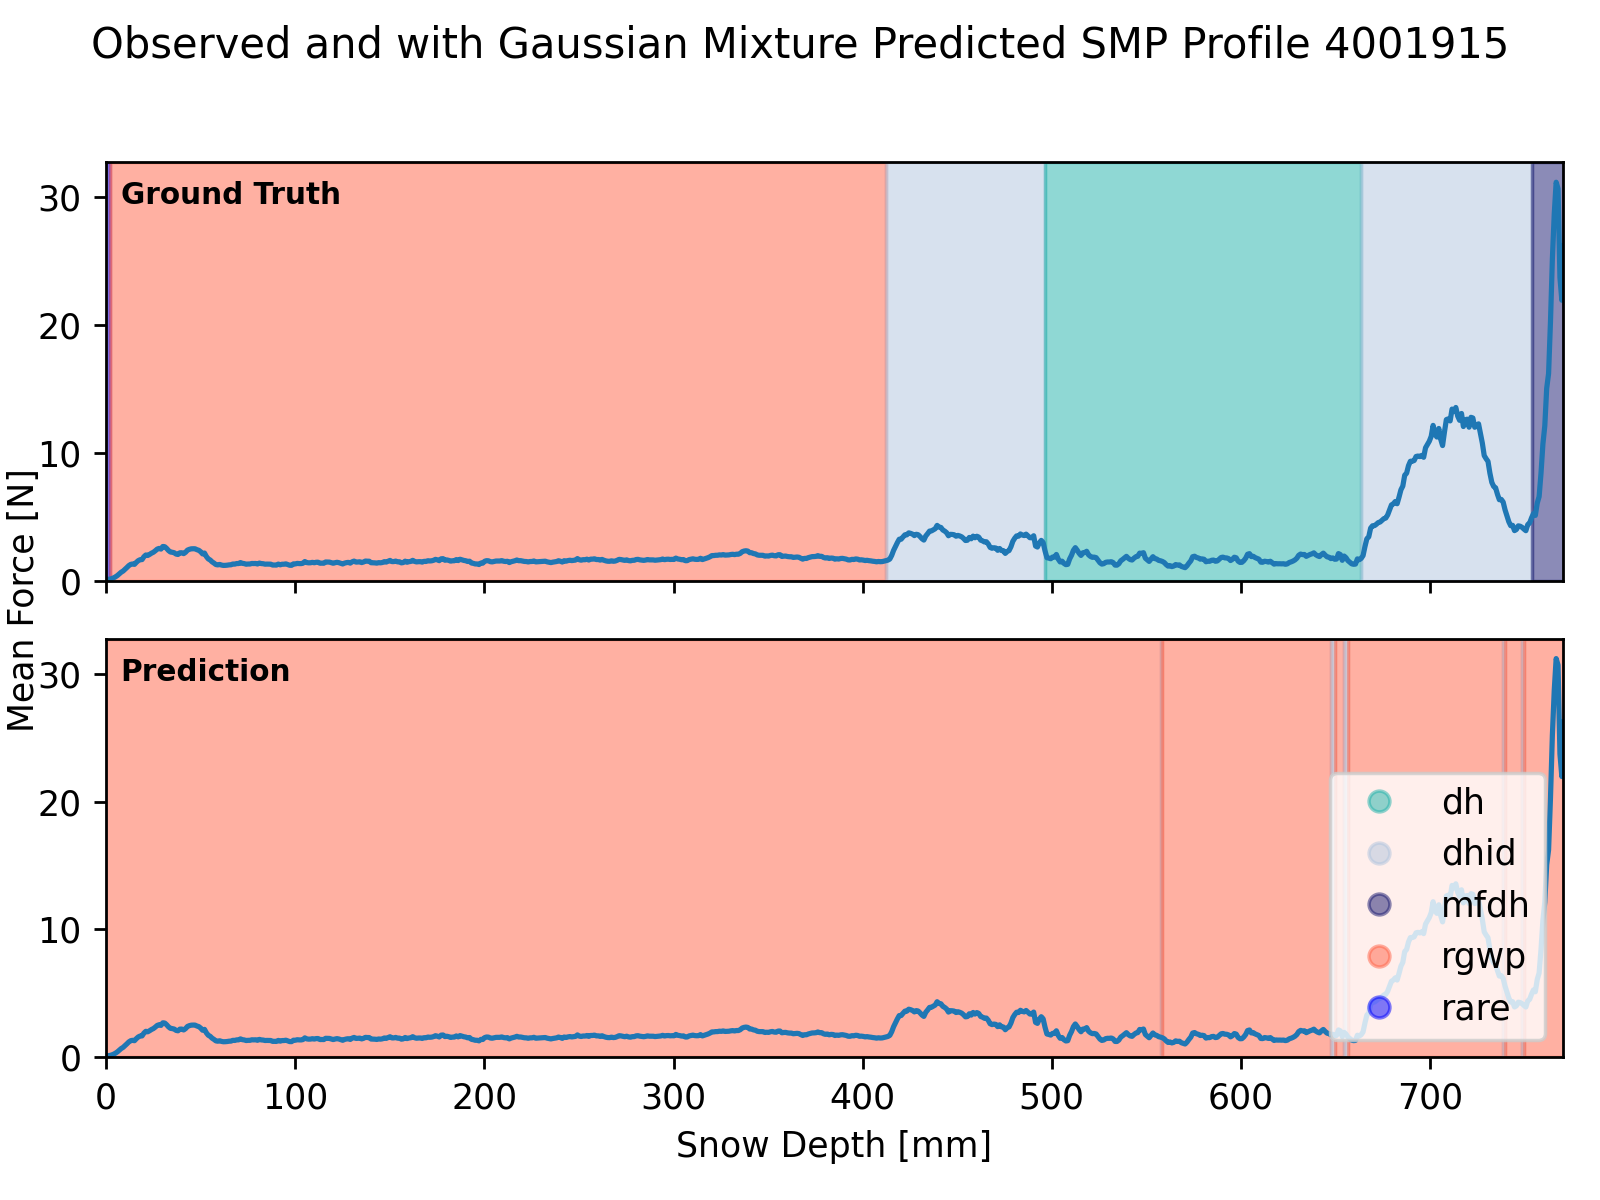 Observed and with Gaussian Mixture Predicted SMP Profile 4001915
Ground Truth
30
20
10
0
Mean Force [N]
Prediction
30
20
10
0
dh
dhid
mfdh
rgwp
rare
0 100 200 300 400 500 600 700
Snow Depth [mm]